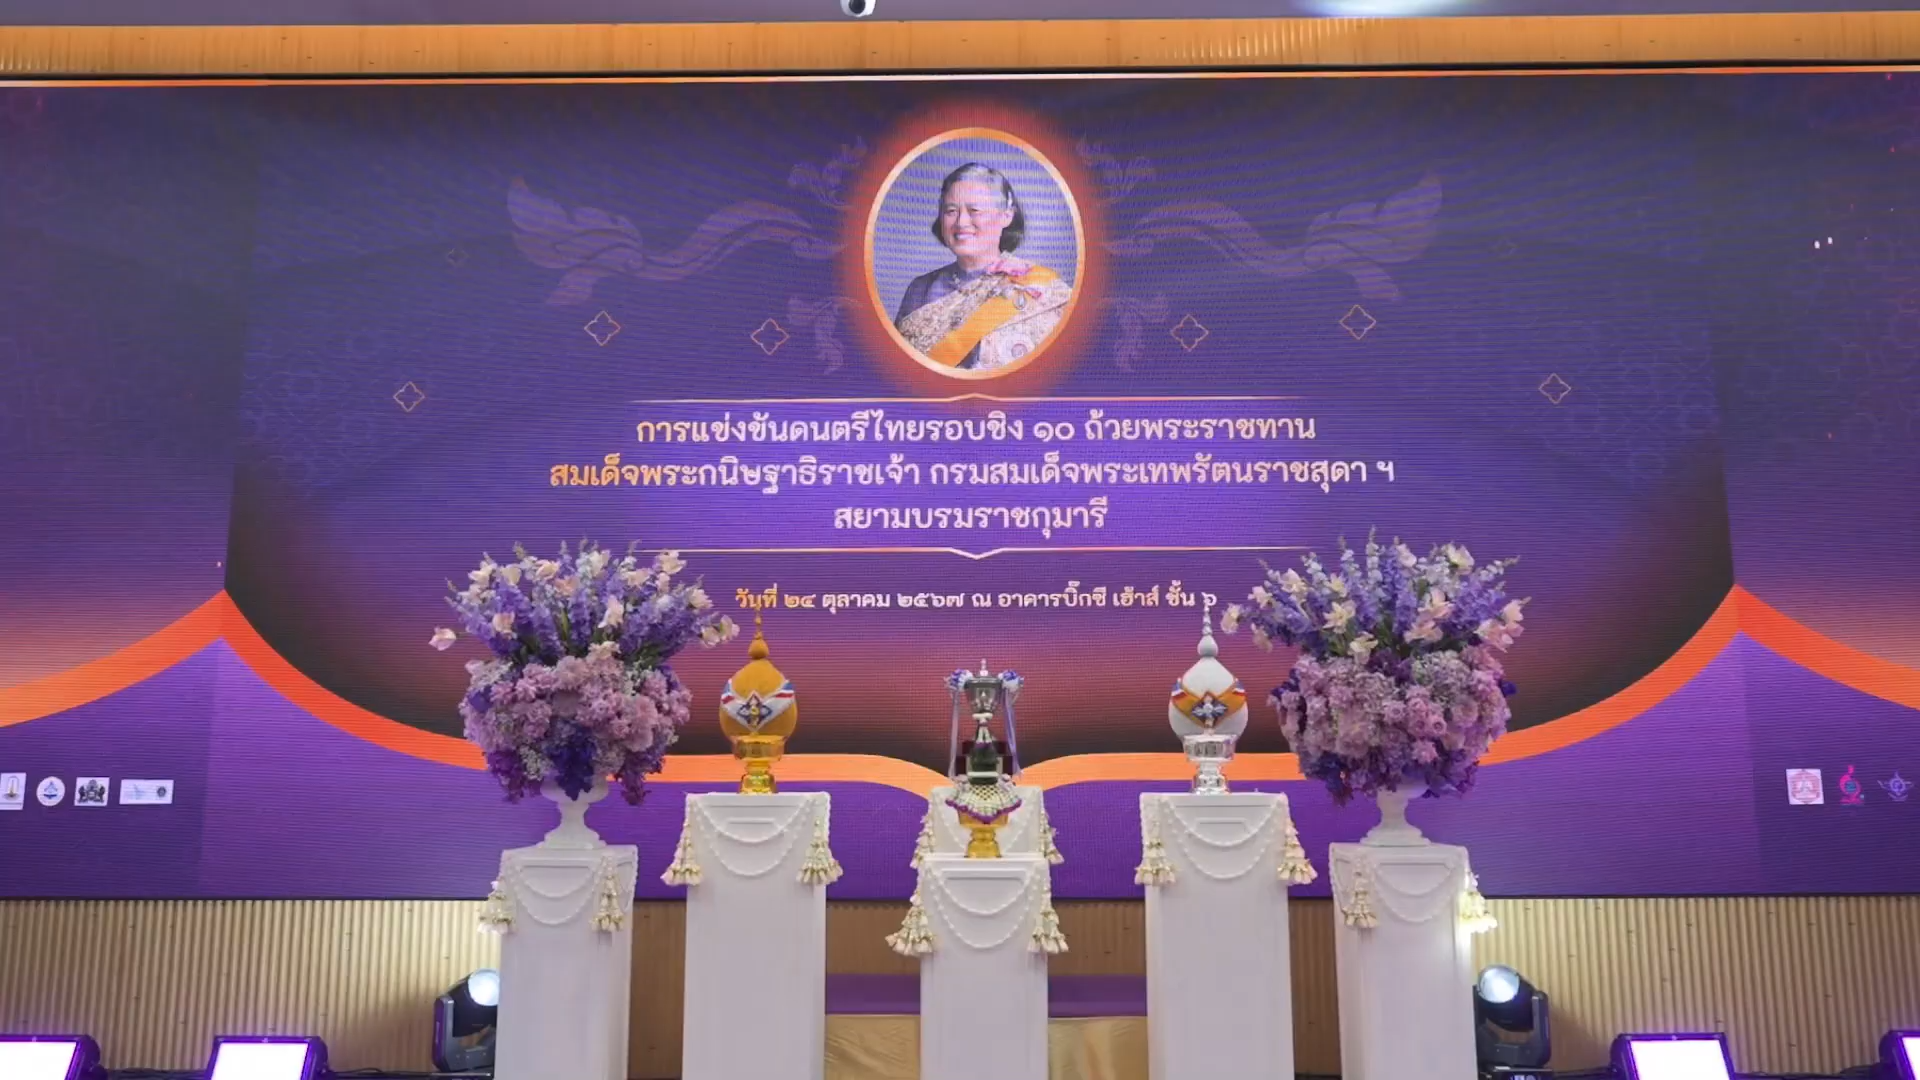 การแข่งขันดนตรีไทยรอบชิง ๑๐ ถ้วยพระราชทาน
สมเด็จพระกนิษฐาธิราชเจ้า กรมสมเด็จพระเทพรัตนราชสุดา ฯ
สยามบรมราชกุมารี
วันที่ ๒๔ ตุลาคม ๒๕๖๗ ณ อาคารบิ๊กซี เฮ้าส์ ชั้น ๖